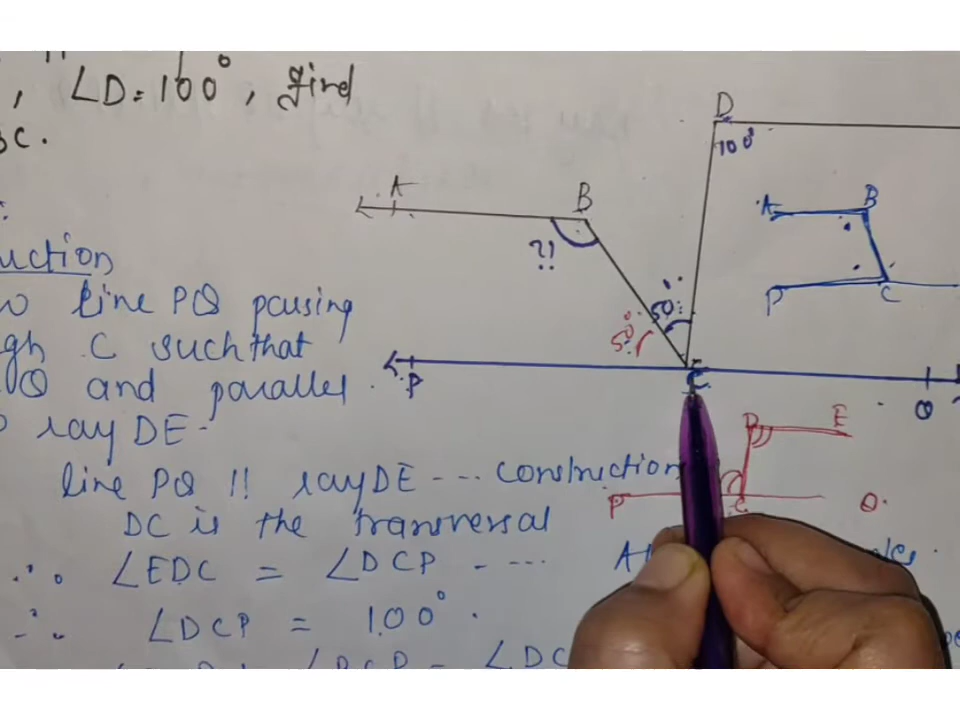 , ∠D = 100°, find
BC.
uction
line PQ passing
C such that
and parallel
ray DE.
line PQ || ray DE --- Construction
DC is the transversal
∴ ∠EDC = ∠DCP - ---
∴ ∠DCP = 100°.
D
100°
A
B
?!
50°
50°
P
C
Q
A
B
P
C
D
E
P
C
Q